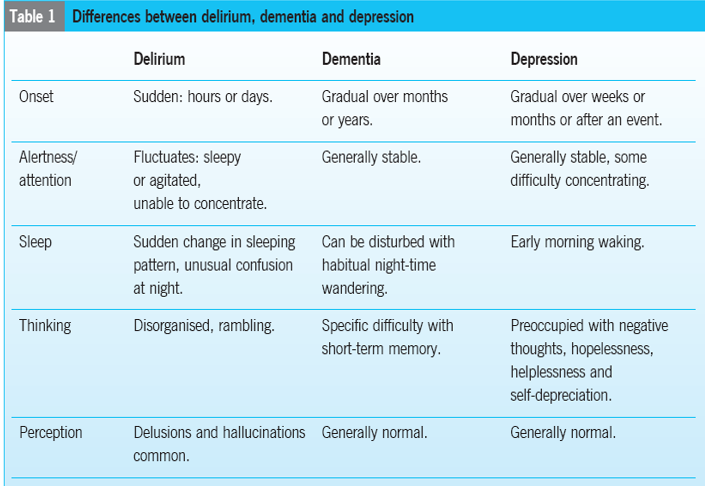 Table 1 Differences between delirium, dementia and depression
Delirium Dementia Depression
Onset Sudden: hours or days. Gradual over months Gradual over weeks or
or years. months or after an event.
Alertness/ Fluctuates: sleepy Generally stable. Generally stable, some
attention or agitated, difficulty concentrating.
unable to concentrate.
Sleep Sudden change in sleeping Can be disturbed with Early morning waking.
pattern, unusual confusion habitual night-time
at night. wandering.
Thinking Disorganised, rambling. Specific difficulty with Preoccupied with negative
short-term memory. thoughts, hopelessness,
helplessness and
self-depreciation.
Perception Delusions and hallucinations Generally normal. Generally normal.
common.